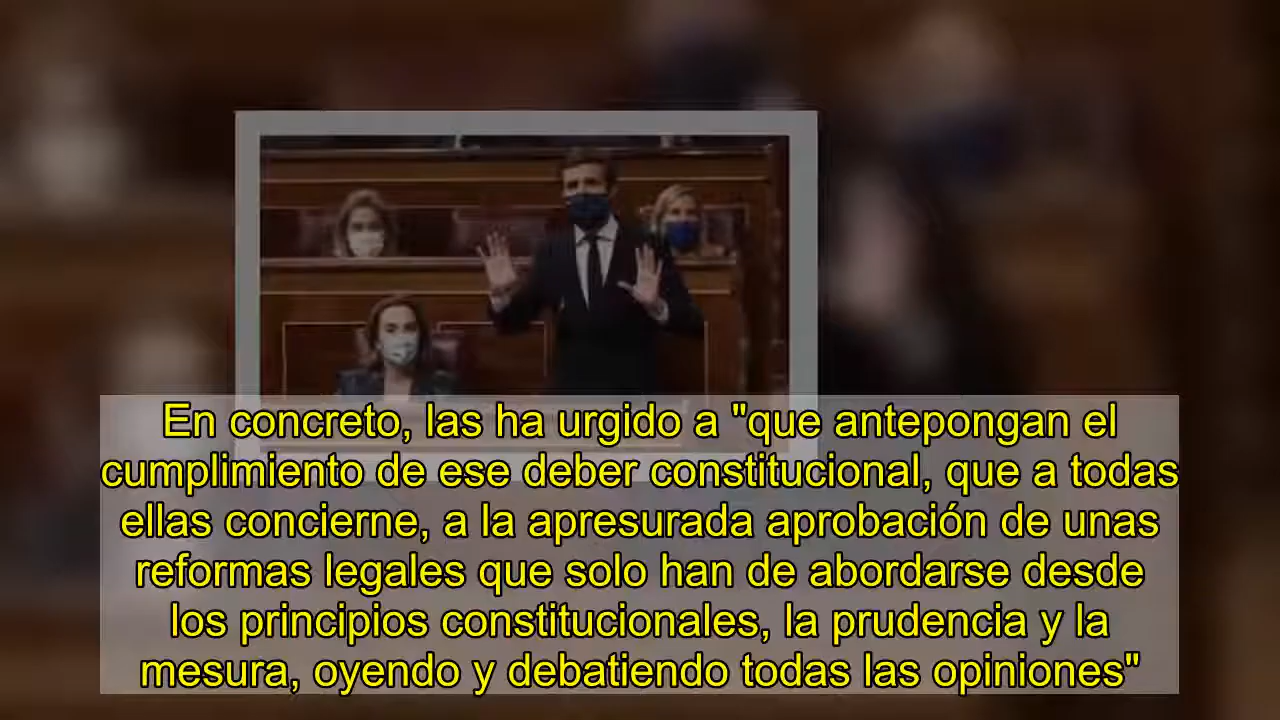 En concreto, las ha urgido a "que antepongan el
cumplimiento de ese deber constitucional, que a todas
ellas concierne, a la apresurada aprobación de unas
reformas legales que solo han de abordarse desde
los principios constitucionales, la prudencia y la
mesura, oyendo y debatiendo todas las opiniones"